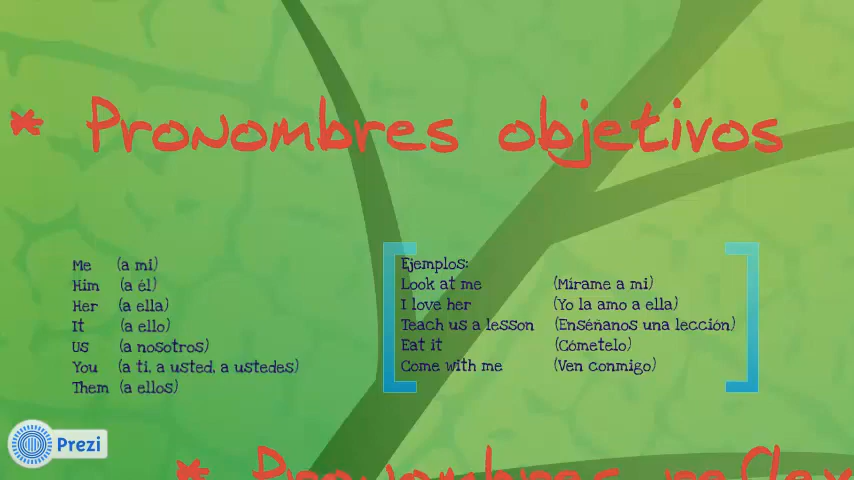 * Pronombres objetivos
Me (a mi)
Him (a él)
Her (a ella)
It (a ello)
Us (a nosotros)
You (a ti, a usted, a ustedes)
Them (a ellos)
Ejemplos:
Look at me (Mírame a mi)
I love her (Yo la amo a ella)
Teach us a lesson (Enséñanos una lección)
Eat it (Cómetelo)
Come with me (Ven conmigo)
Prezi
* Pronombres